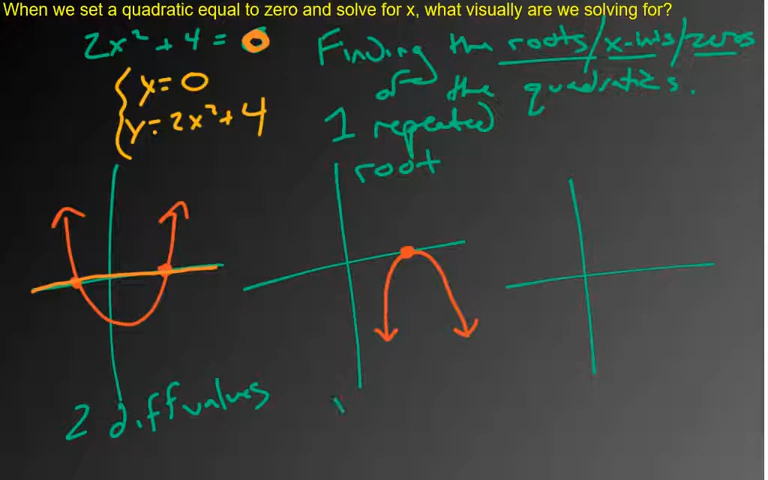 When we set a quadratic equal to zero and solve for x, what visually are we solving for?
2x² + 4 = 0
Finding the roots/x-ints/zeros
of the quadratics.
y = 0
y = 2x² + 4
1 repeated
root
2 diff values